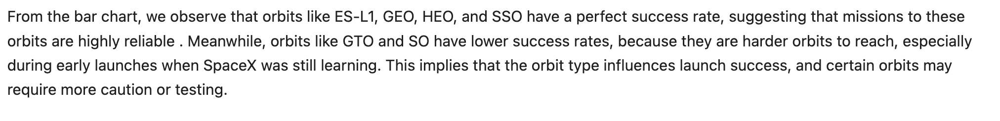 From the bar chart, we observe that orbits like ES-L1, GEO, HEO, and SSO have a perfect success rate, suggesting that missions to these
orbits are highly reliable . Meanwhile, orbits like GTO and SO have lower success rates, because they are harder orbits to reach, especially
during early launches when SpaceX was still learning. This implies that the orbit type influences launch success, and certain orbits may
require more caution or testing.